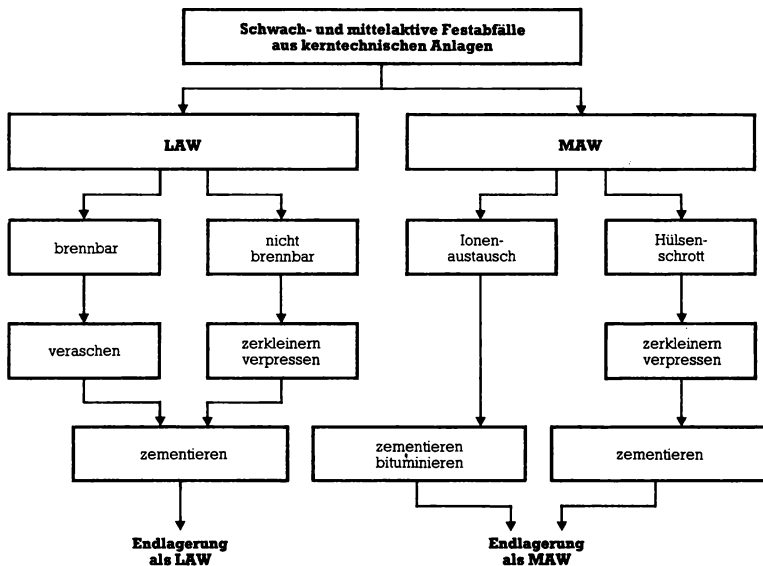 Schwach- und mittelaktive Festabfälle
aus kerntechnischen Anlagen
LAW
MAW
brennbar
nicht
brennbar
Ionen-
austausch
Hülsen-
schrott
veraschen
zerkleinern
verpressen
zerkleinern
verpressen
zementieren
zementieren
bituminieren
zementieren
Endlagerung
als LAW
Endlagerung
als MAW